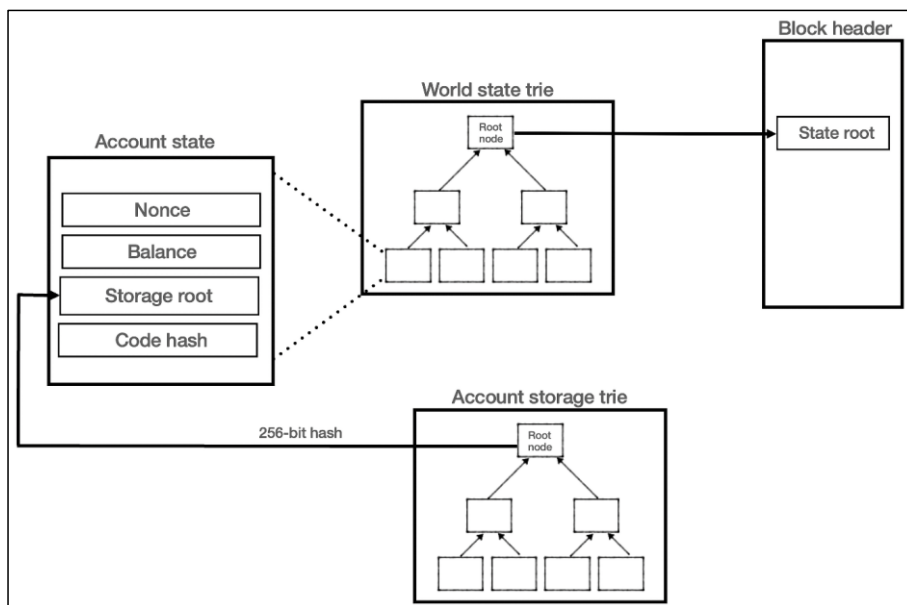 Block header
State root
World state trie
Root
node
Account state
Nonce
Balance
Storage root
Code hash
256-bit hash
Account storage trie
Root
node